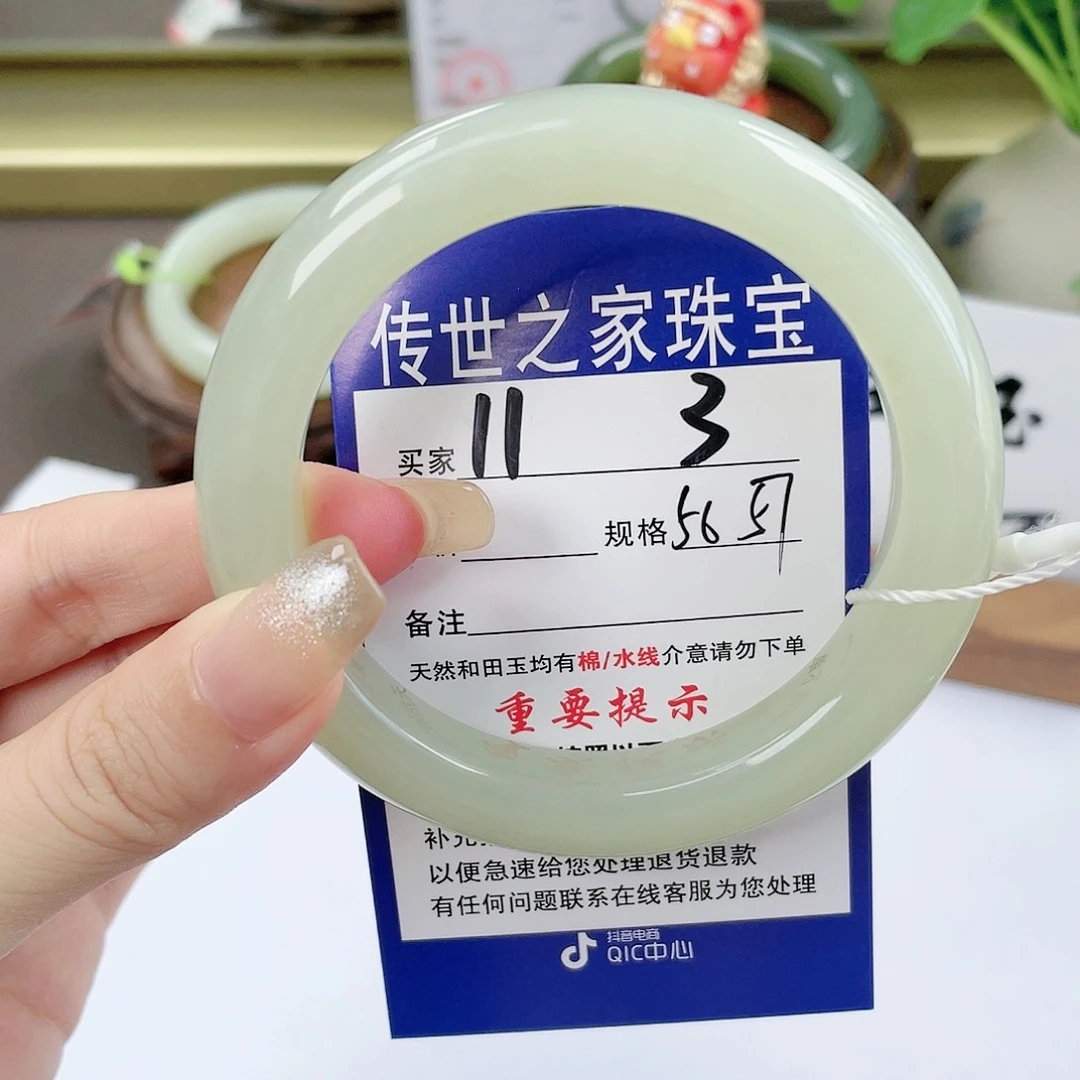 传世之家珠宝
买家 11 3
规格 56
备注
天然和田玉均有棉/水线介意请勿下单
重要提示
以便急速给您处理退货退款
有任何问题联系在线客服为您处理
抖音电商
QIC中心